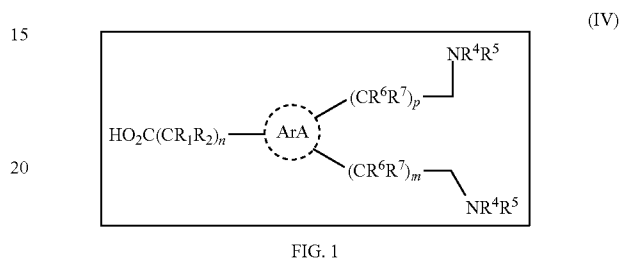 (IV)
15
NR⁴R⁵
(CR⁶R⁷)ₚ
HO₂C(CR₁R₂)ₙ
ArA
20
(CR⁶R⁷)ₘ
NR⁴R⁵
FIG. 1